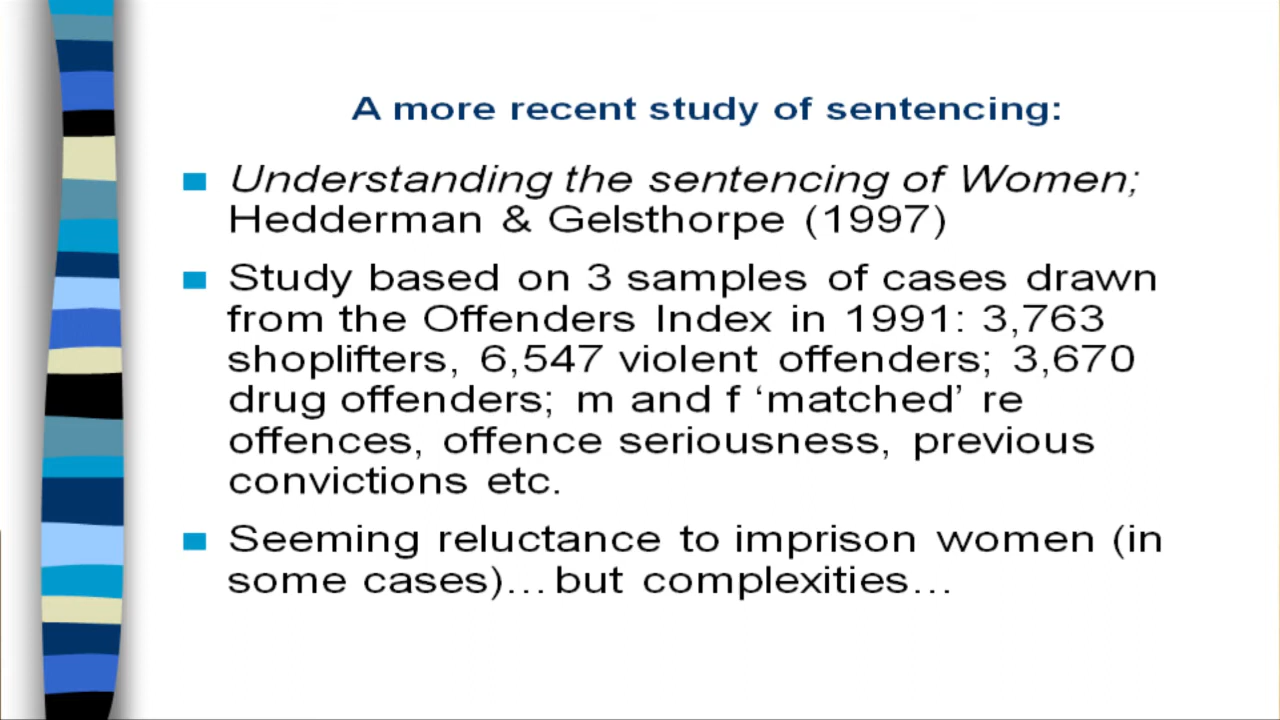 A more recent study of sentencing:
Understanding the sentencing of Women;
Hedderman & Gelsthorpe (1997)
Study based on 3 samples of cases drawn
from the Offenders Index in 1991: 3,763
shoplifters, 6,547 violent offenders; 3,670
drug offenders; m and f ‘matched’ re
offences, offence seriousness, previous
convictions etc.
Seeming reluctance to imprison women (in
some cases)…but complexities…